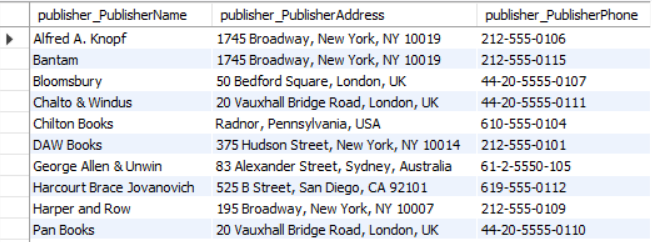 publisher_PublisherName publisher_PublisherAddress publisher_PublisherPhone
Alfred A. Knopf 1745 Broadway, New York, NY 10019 212-555-0106
Bantam 1745 Broadway, New York, NY 10019 212-555-0115
Bloomsbury 50 Bedford Square, London, UK 44-20-5555-0107
Chalto & Windus 20 Vauxhall Bridge Road, London, UK 44-20-5555-0111
Chilton Books Radnor, Pennsylvania, USA 610-555-0104
DAW Books 375 Hudson Street, New York, NY 10014 212-555-0101
George Allen & Unwin 83 Alexander Street, Sydney, Australia 61-2-5550-105
Harcourt Brace Jovanovich 525 B Street, San Diego, CA 92101 619-555-0112
Harper and Row 195 Broadway, New York, NY 10007 212-555-0109
Pan Books 20 Vauxhall Bridge Road, London, UK 44-20-5555-0110